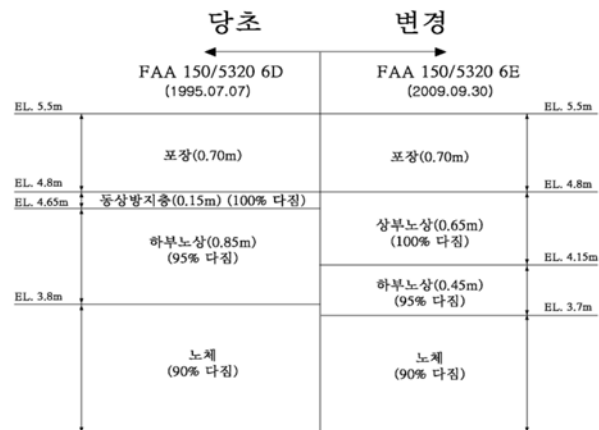 당초
변경
FAA 150/5320 6D
(1995.07.07)
FAA 150/5320 6E
(2009.09.30)
EL. 5.5m
EL. 5.5m
포장(0.70m)
포장(0.70m)
EL. 4.8m
EL. 4.8m
동상방지층(0.15m) (100% 다짐)
EL. 4.65m
상부노상(0.65m)
(100% 다짐)
하부노상(0.85m)
(95% 다짐)
EL. 4.15m
하부노상(0.45m)
(95% 다짐)
EL. 3.8m
EL. 3.7m
노체
(90% 다짐)
노체
(90% 다짐)